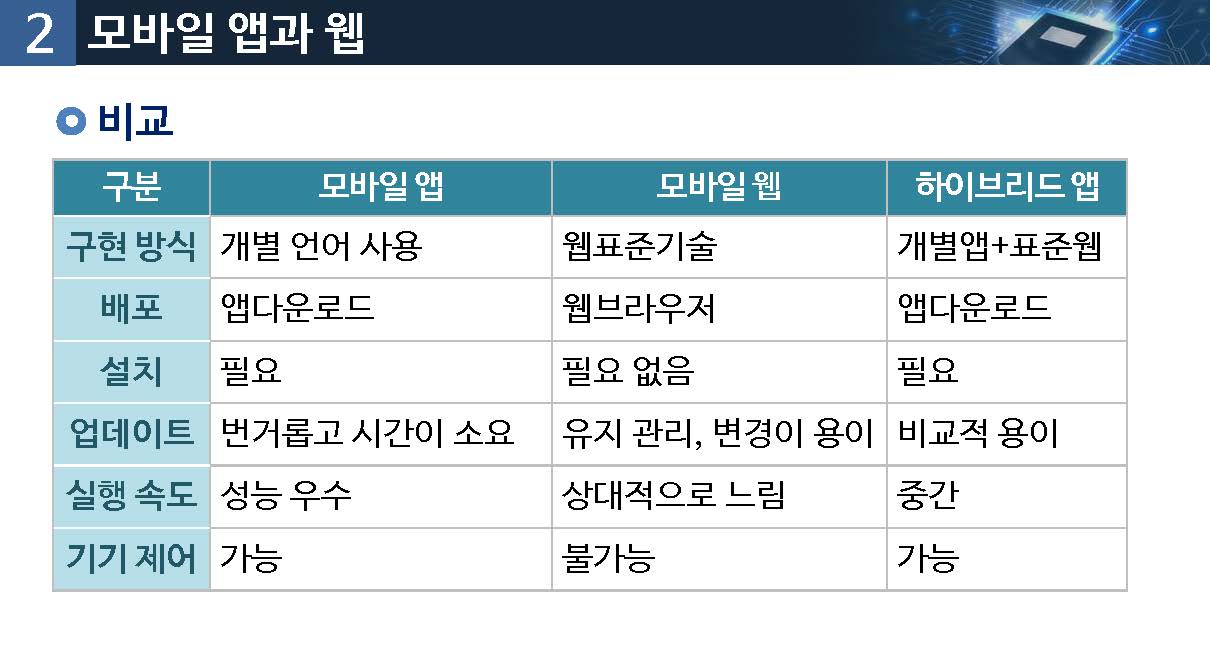 2 모바일 앱과 웹
비교
구분 모바일 앱 모바일 웹 하이브리드 앱
구현 방식 개별 언어 사용 웹표준기술 개별앱+표준웹
배포 앱다운로드 웹브라우저 앱다운로드
설치 필요 필요 없음 필요
업데이트 번거롭고 시간이 소요 유지 관리, 변경이 용이 비교적 용이
실행 속도 성능 우수 상대적으로 느림 중간
기기 제어 가능 불가능 가능